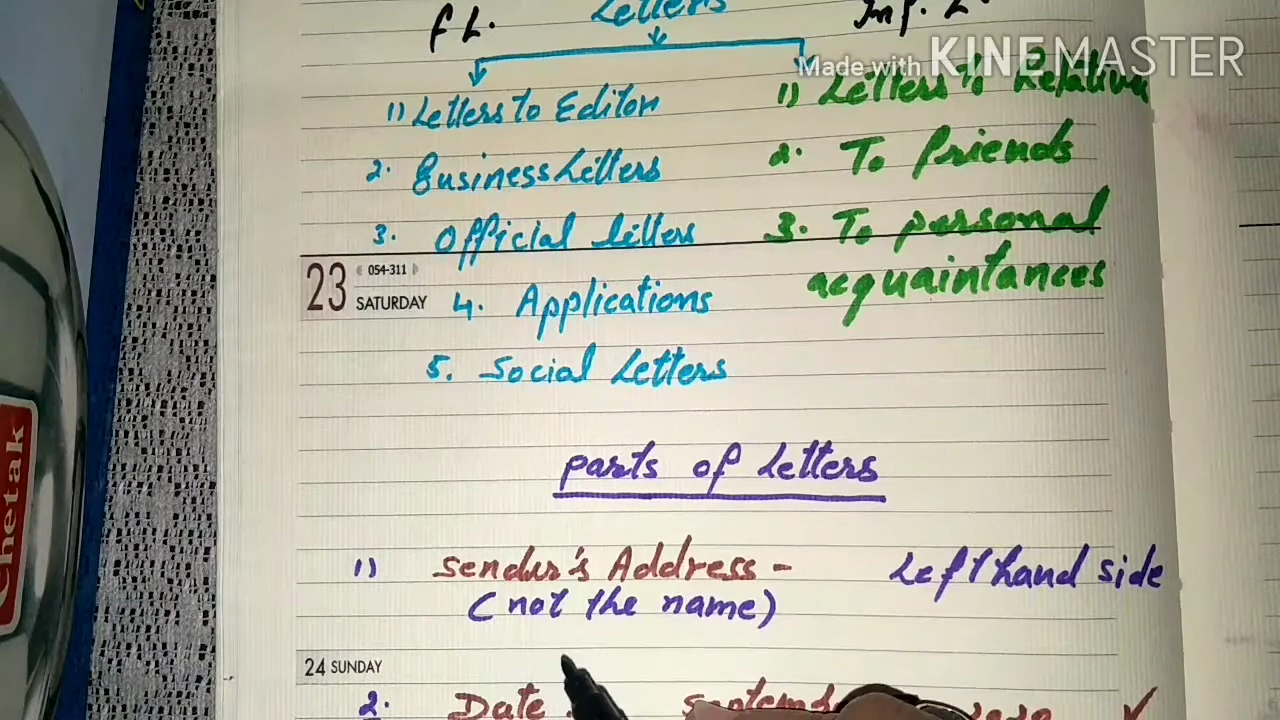 f L. Letters Inf. L.
Made with KINEMASTER
1) Letters to Editor
1) Letters to Relative
2. Business Letters
2. To friends
3. Official letters
3. To personal
acquaintances
23 054-311
SATURDAY
4. Applications
5. Social Letters
Parts of Letters
1) Sender's Address - Left hand side
(not the name)
24 SUNDAY
2. Date
Chetak